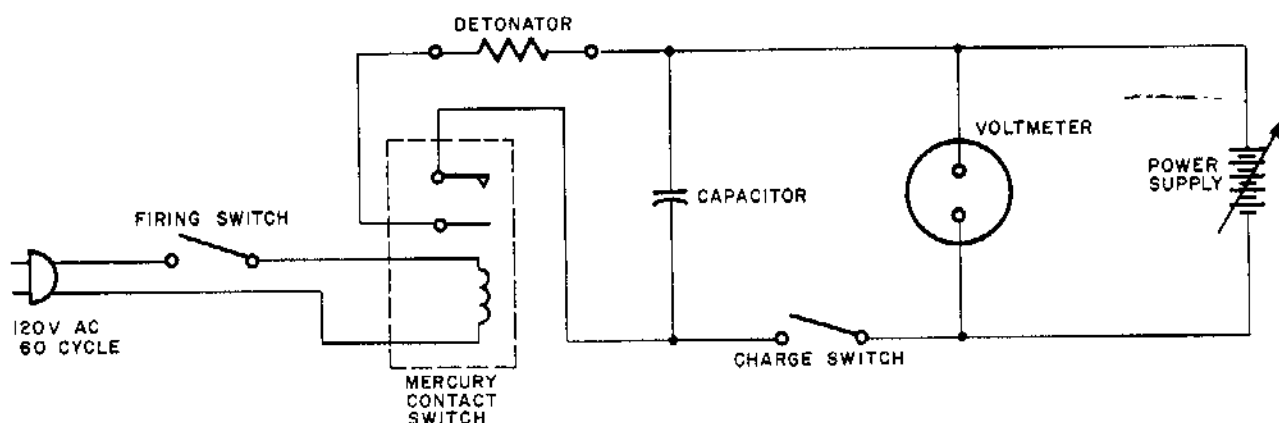 DETONATOR
VOLTMETER
POWER
SUPPLY
CAPACITOR
FIRING SWITCH
120V AC
60 CYCLE
CHARGE SWITCH
MERCURY
CONTACT
SWITCH